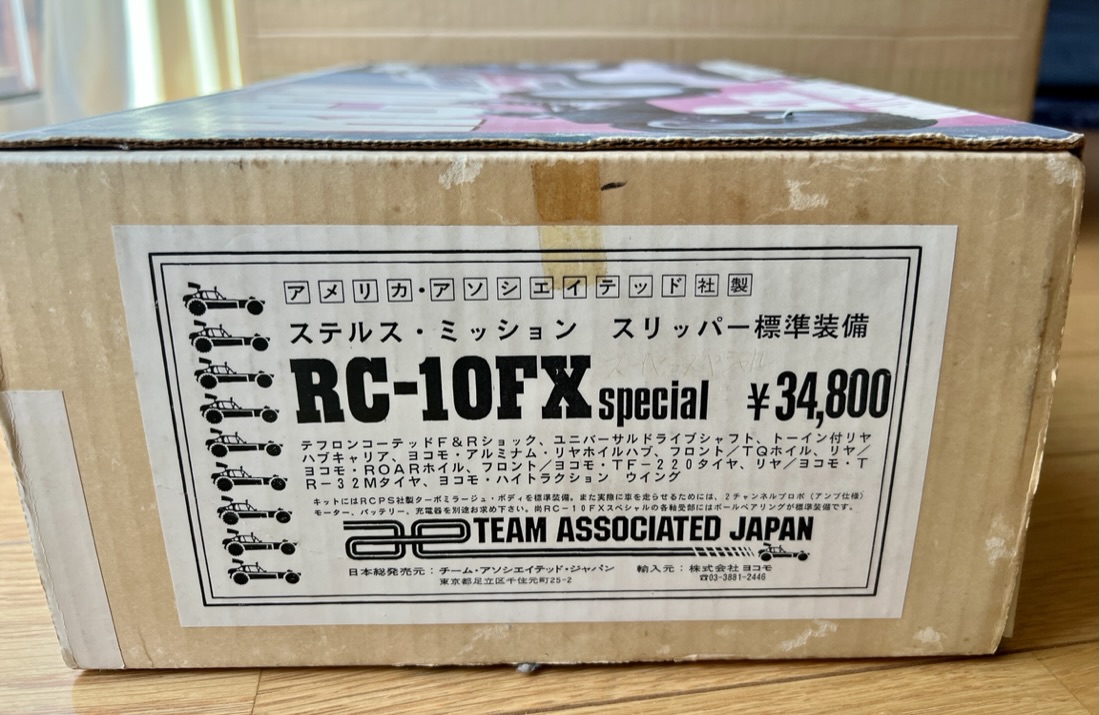 アメリカ・アソシエイテッド社製
ステルス・ミッション　スリッパー標準装備
RC-10FX special ¥34,800
テフロンコーテッドF&Rショック、ユニバーサルドライブシャフト、トーイン付リヤ
ハブキャリア、ヨコモ・アルミナム・リヤホイルハブ、フロント/TQホイル、リヤ/
ヨコモ・ROARホイル、フロント/ヨコモ・TF-220タイヤ、リヤ/ヨコモ・T
R-32Mタイヤ、ヨコモ・ハイトラクション ウイング
キットにはRCPS社製ターボミラージュ・ボディを標準装備。また実際に車を走らせるためには、2チャンネルプロポ(アンプ仕様)
モーター、バッテリー、充電器を別途お求め下さい。尚RC-10FXスペシャルの各軸受部にはボールベアリングが標準装備です。
ae TEAM ASSOCIATED JAPAN
日本総発売元：チーム・アソシエイテッド・ジャパン　輸入元：株式会社ヨコモ
東京都足立区千住元町25-2　☎03-3881-2446